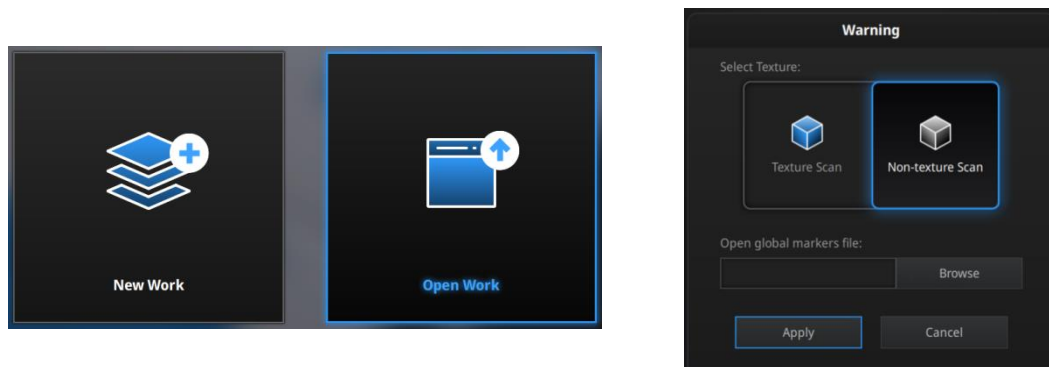 New Work
Open Work
Warning
Select Texture:
Texture Scan
Non-texture Scan
Open global markers file:
Browse
Apply
Cancel